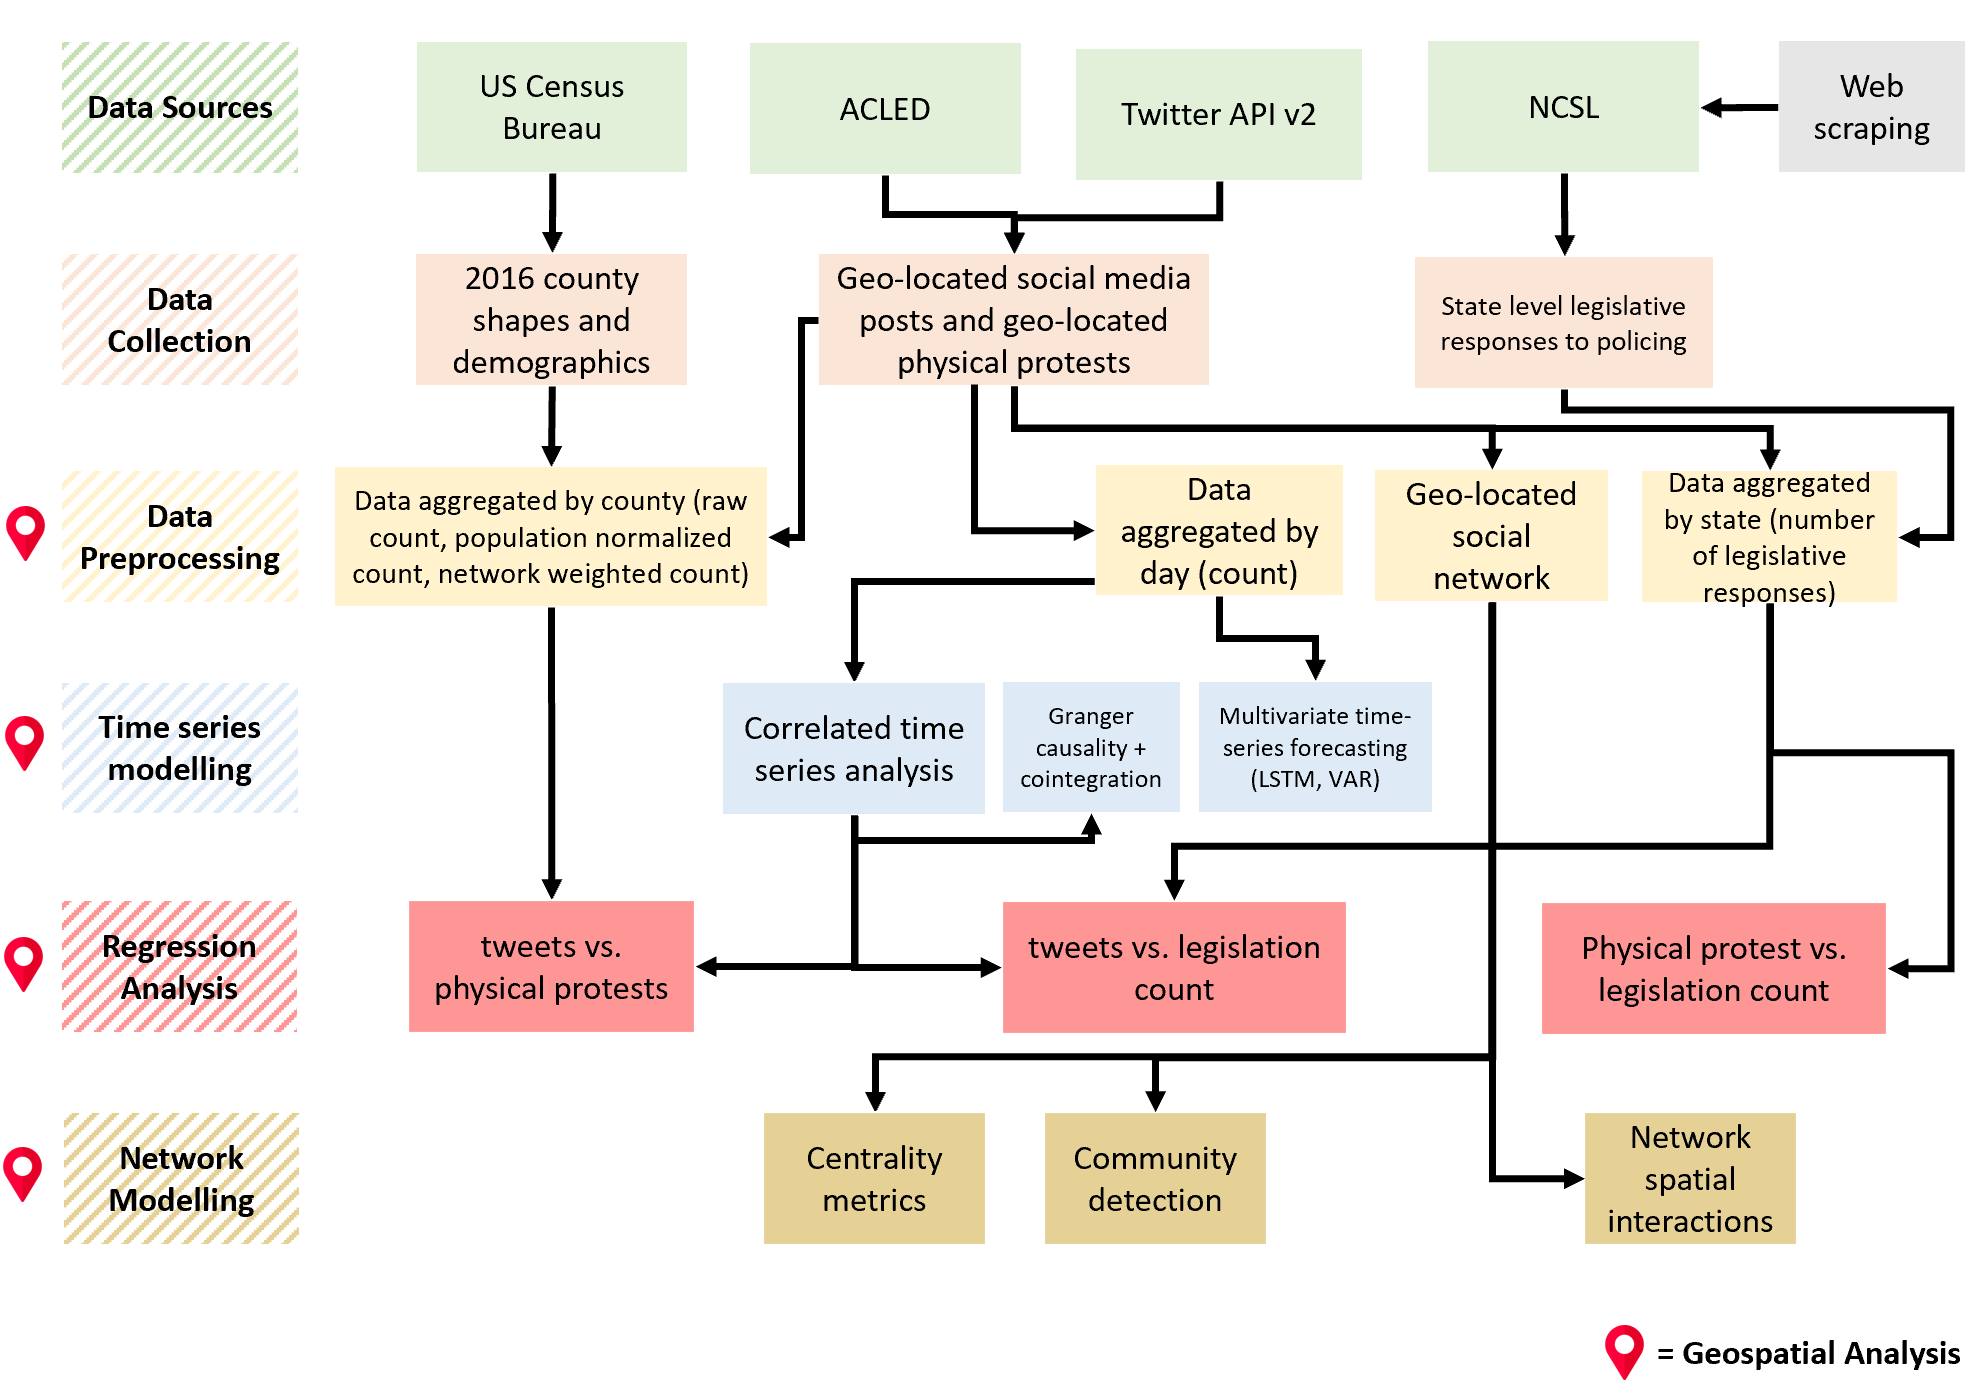 Data Sources
US Census
Bureau
ACLED
Twitter API v2
NCSL
Web
scraping
Data
Collection
2016 county
shapes and
demographics
Geo-located social media
posts and geo-located
physical protests
State level legislative
responses to policing
Data
Preprocessing
Data aggregated by county (raw
count, population normalized
count, network weighted count)
Data
aggregated by
day (count)
Geo-located
social
network
Data aggregated
by state (number
of legislative
responses)
Time series
modelling
Correlated time
series analysis
Granger
causality +
cointegration
Multivariate time-
series forecasting
(LSTM, VAR)
Regression
Analysis
tweets vs.
physical protests
tweets vs. legislation
count
Physical protest vs.
legislation count
Network
Modelling
Centrality
metrics
Community
detection
Network
spatial
interactions
= Geospatial Analysis